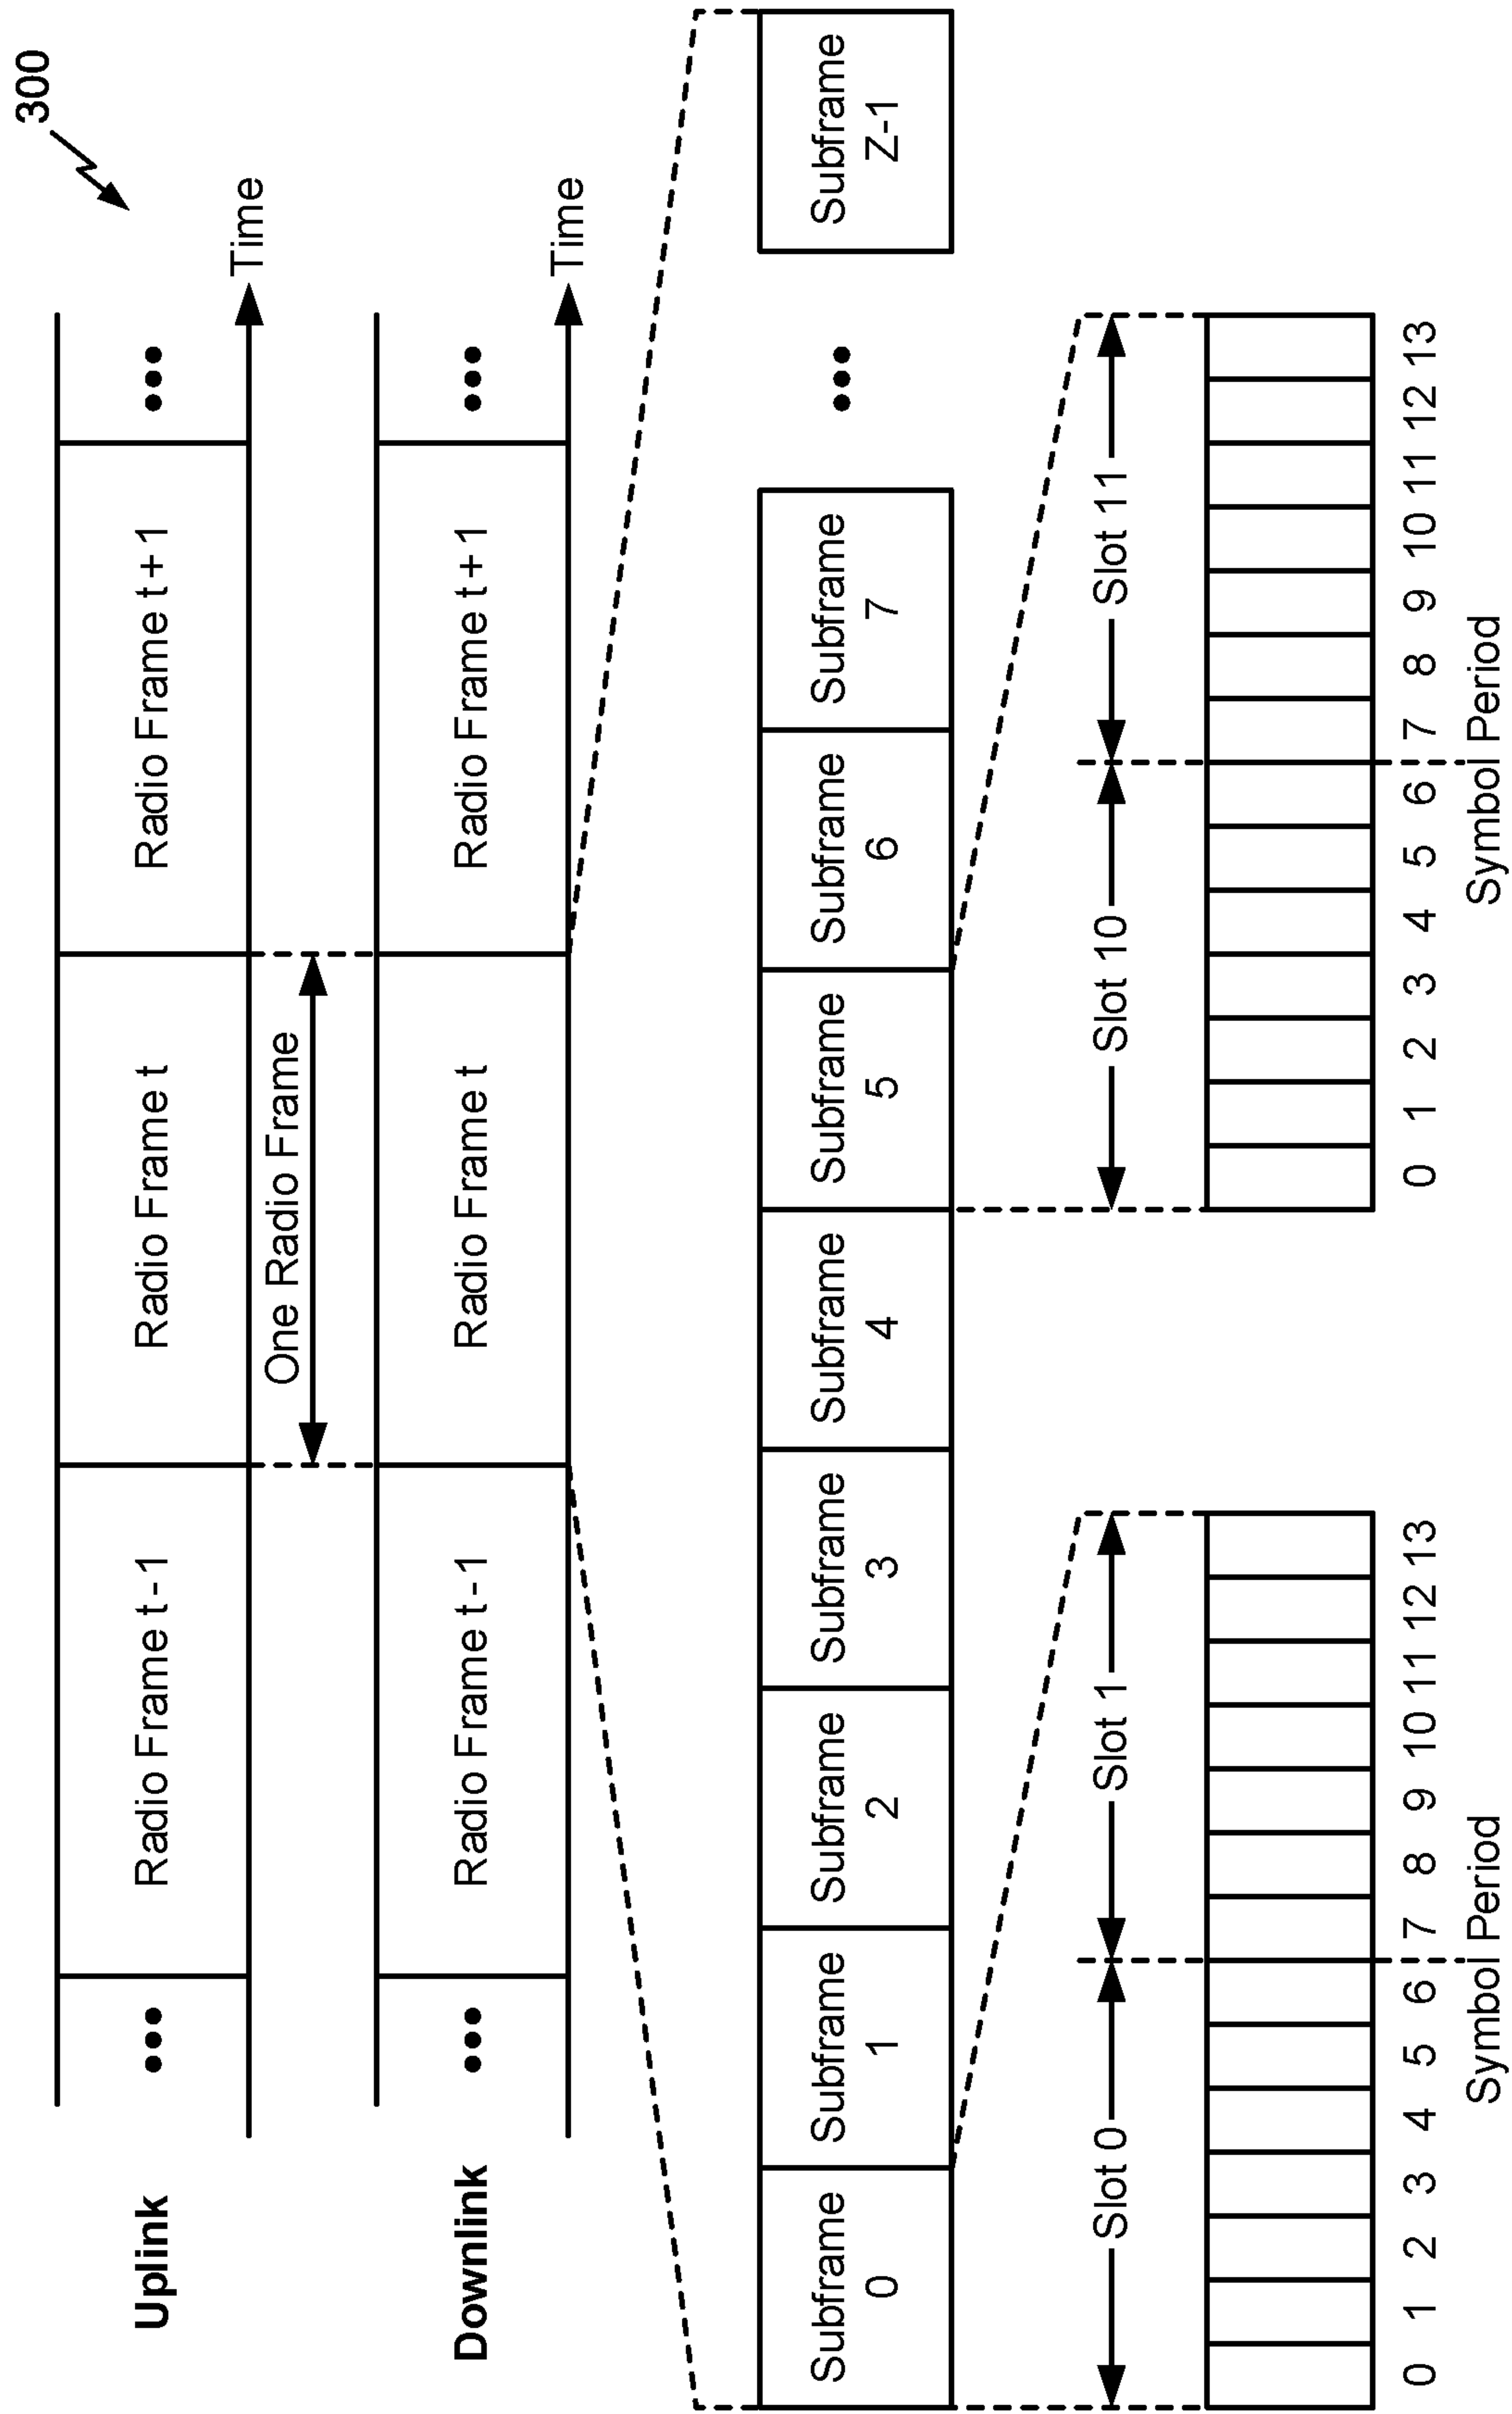 300
Uplink
••• Radio Frame t-1 Radio Frame t Radio Frame t+1 •••
Time
One Radio Frame
Downlink
••• Radio Frame t-1 Radio Frame t Radio Frame t+1 •••
Time
Subframe 0
Subframe 1
Subframe 2
Subframe 3
Subframe 4
Subframe 5
Subframe 6
Subframe 7
•••
Subframe Z-1
Slot 0
Slot 1
0 1 2 3 4 5 6 7 8 9 10 11 12 13
Symbol Period
Slot 10
Slot 11
0 1 2 3 4 5 6 7 8 9 10 11 12 13
Symbol Period